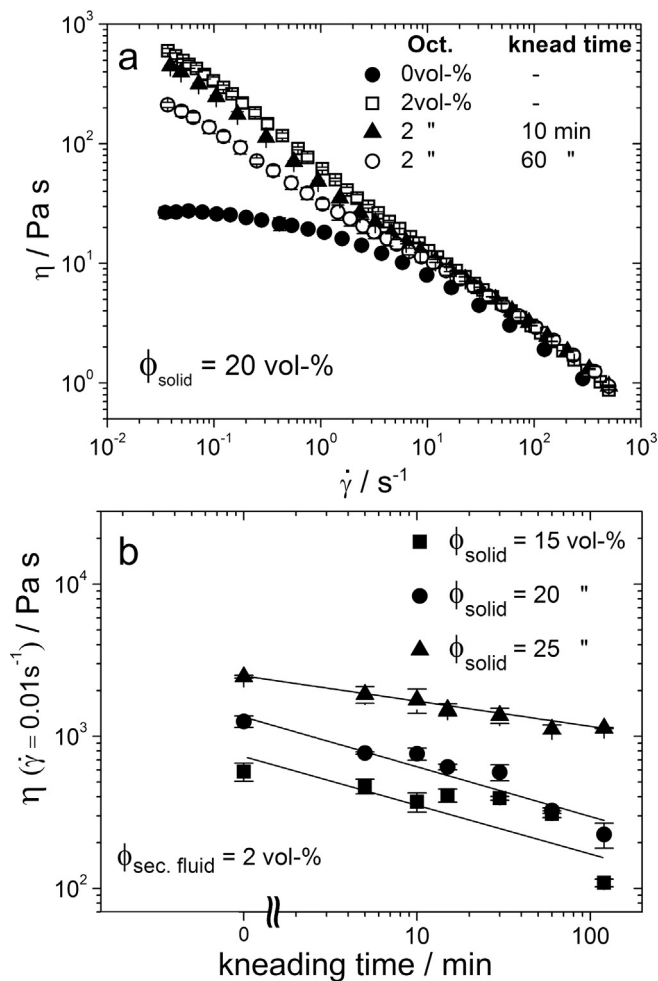 a
Oct. knead time
0vol-% -
2vol-% -
2 " 10 min
2 " 60 "
ϕsolid = 20 vol-%
η / Pa s
10³
10²
10¹
10⁰
10⁻² 10⁻¹ 10⁰ 10¹ 10² 10³
γ̇ / s⁻¹
b
ϕsolid = 15 vol-%
ϕsolid = 20 "
ϕsolid = 25 "
η (γ̇ = 0.01s⁻¹) / Pa s
10⁴
10³
10²
ϕsec. fluid = 2 vol-%
0 10 100
kneading time / min